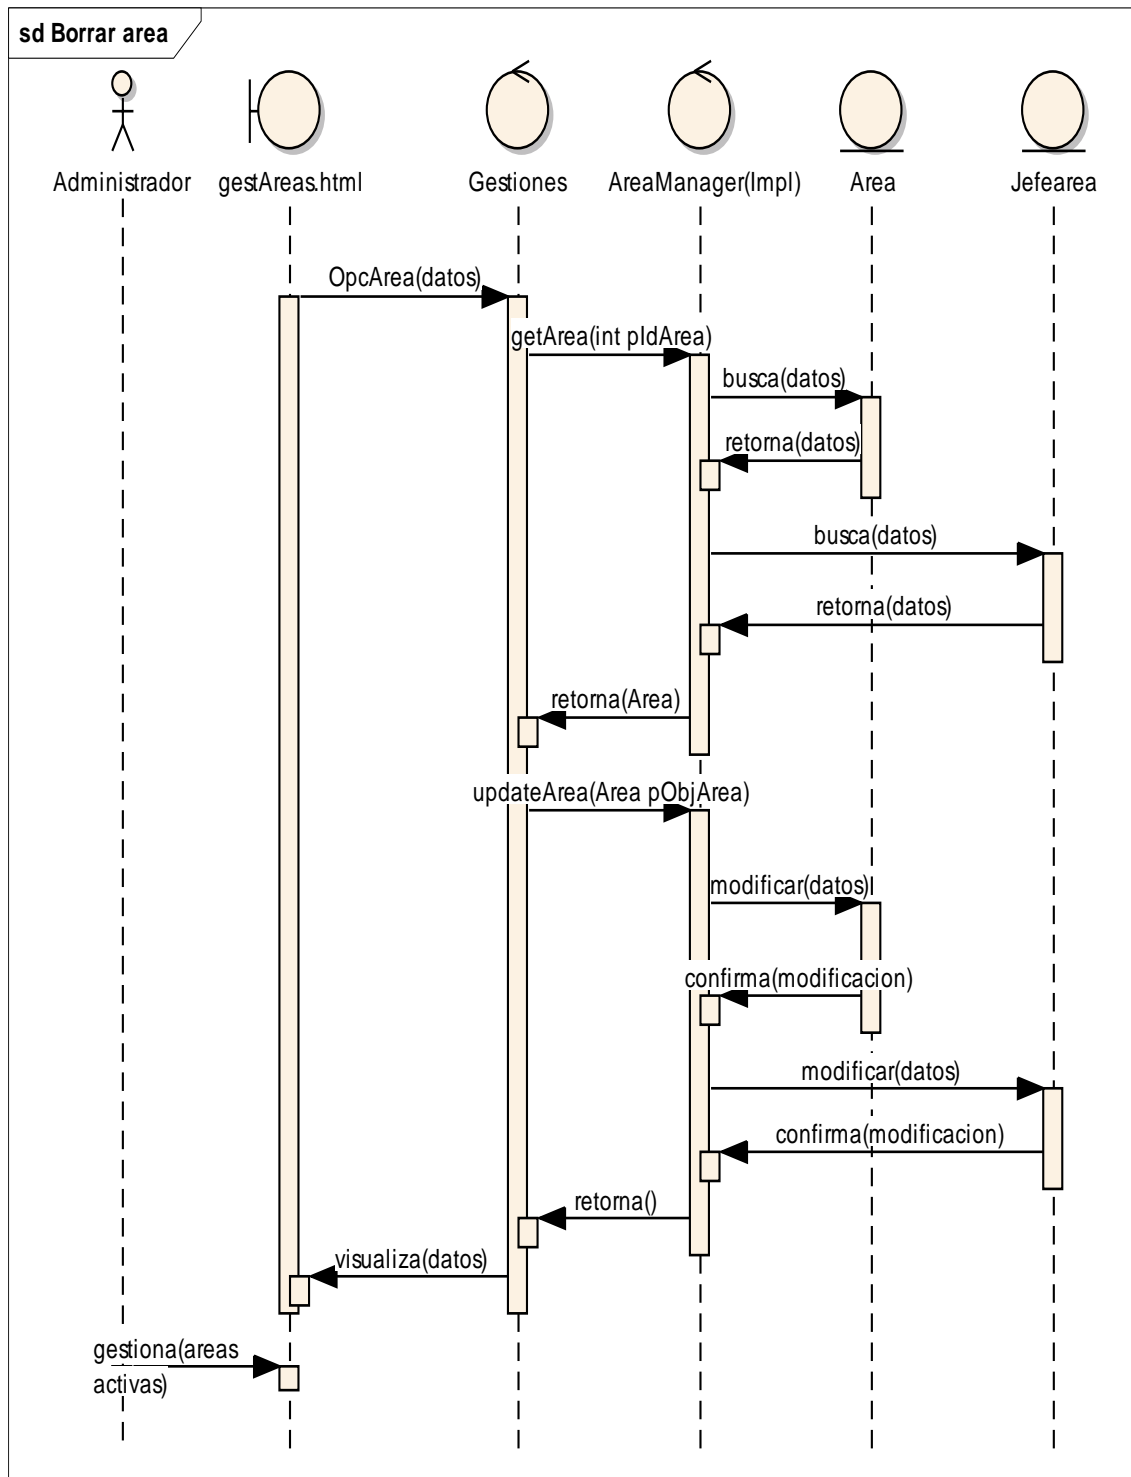 sd Borrar area
Administrador
gestAreas.html
Gestiones
AreaManager(Impl)
Area
Jefearea
OpcArea(datos)
getArea(int pIdArea)
busca(datos)
retorna(datos)
busca(datos)
retorna(datos)
retorna(Area)
updateArea(Area pObjArea)
modificar(datos)
confirma(modificacion)
modificar(datos)
confirma(modificacion)
retorna()
visualiza(datos)
gestiona(areas
activas)